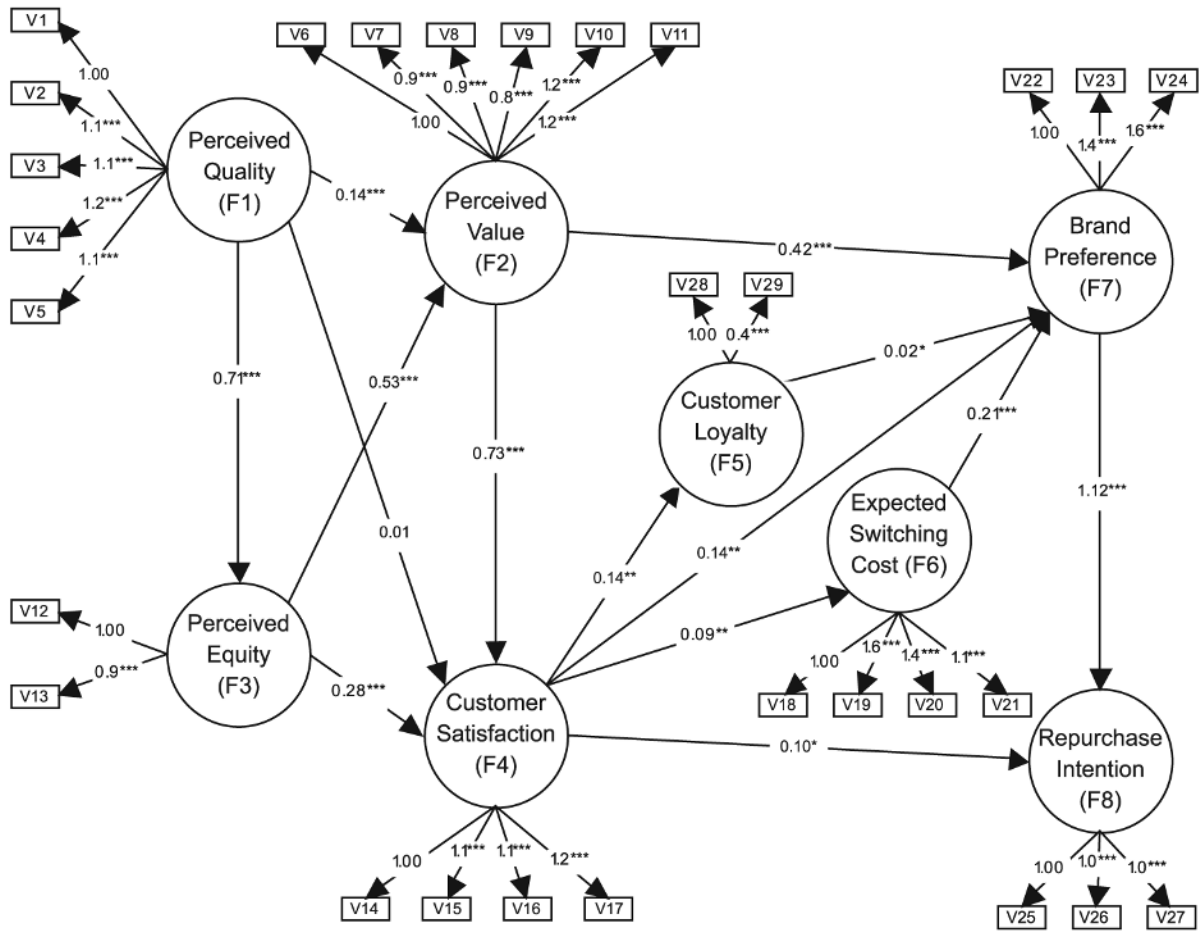 V1
V2
V3
V4
V5
1.00
1.1***
1.1***
1.2***
1.1***
Perceived
Quality
(F1)
V6
V7
V8
V9
V10
V11
1.00
0.9***
0.9***
0.8***
1.2***
1.2***
0.14***
Perceived
Value
(F2)
V22
V23
V24
1.00
1.4***
1.6***
0.42***
Brand
Preference
(F7)
V28
V29
1.00
0.4***
0.02*
Customer
Loyalty
(F5)
0.71***
0.53***
0.73***
0.01
0.21***
Expected
Switching
Cost (F6)
1.12***
0.14**
0.14**
0.09**
V12
V13
1.00
0.9***
Perceived
Equity
(F3)
0.28***
Customer
Satisfaction
(F4)
1.00
1.6***
1.4***
1.1***
V18
V19
V20
V21
0.10*
Repurchase
Intention
(F8)
1.00
1.1***
1.1***
1.2***
V14
V15
V16
V17
1.00
1.0***
1.0***
V25
V26
V27